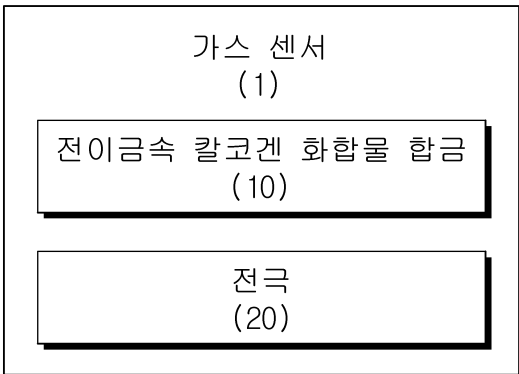 가스 센서
(1)
전이금속 칼코겐 화합물 합금
(10)
전극
(20)